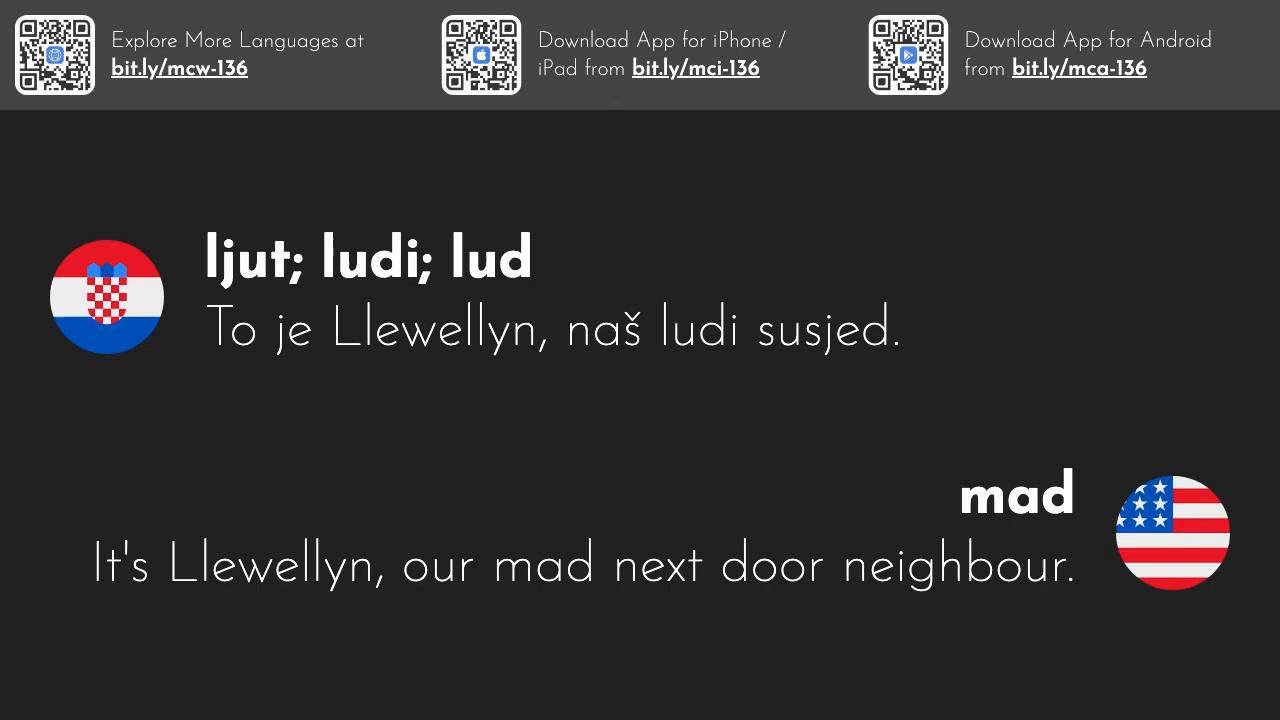 Explore More Languages at
bit.ly/mcw-136
Download App for iPhone /
iPad from bit.ly/mci-136
Download App for Android
from bit.ly/mca-136
ljut; ludi; lud
To je Llewellyn, naš ludi susjed.
mad
It's Llewellyn, our mad next door neighbour.